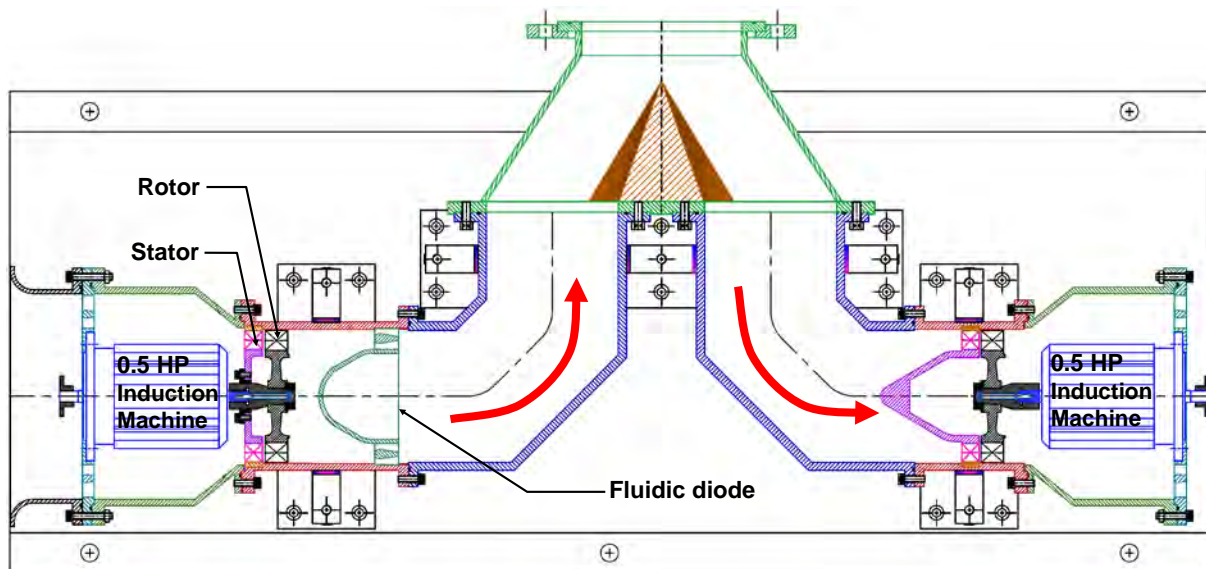 Rotor
Stator
0.5 HP
Induction
Machine
0.5 HP
Induction
Machine
Fluidic diode